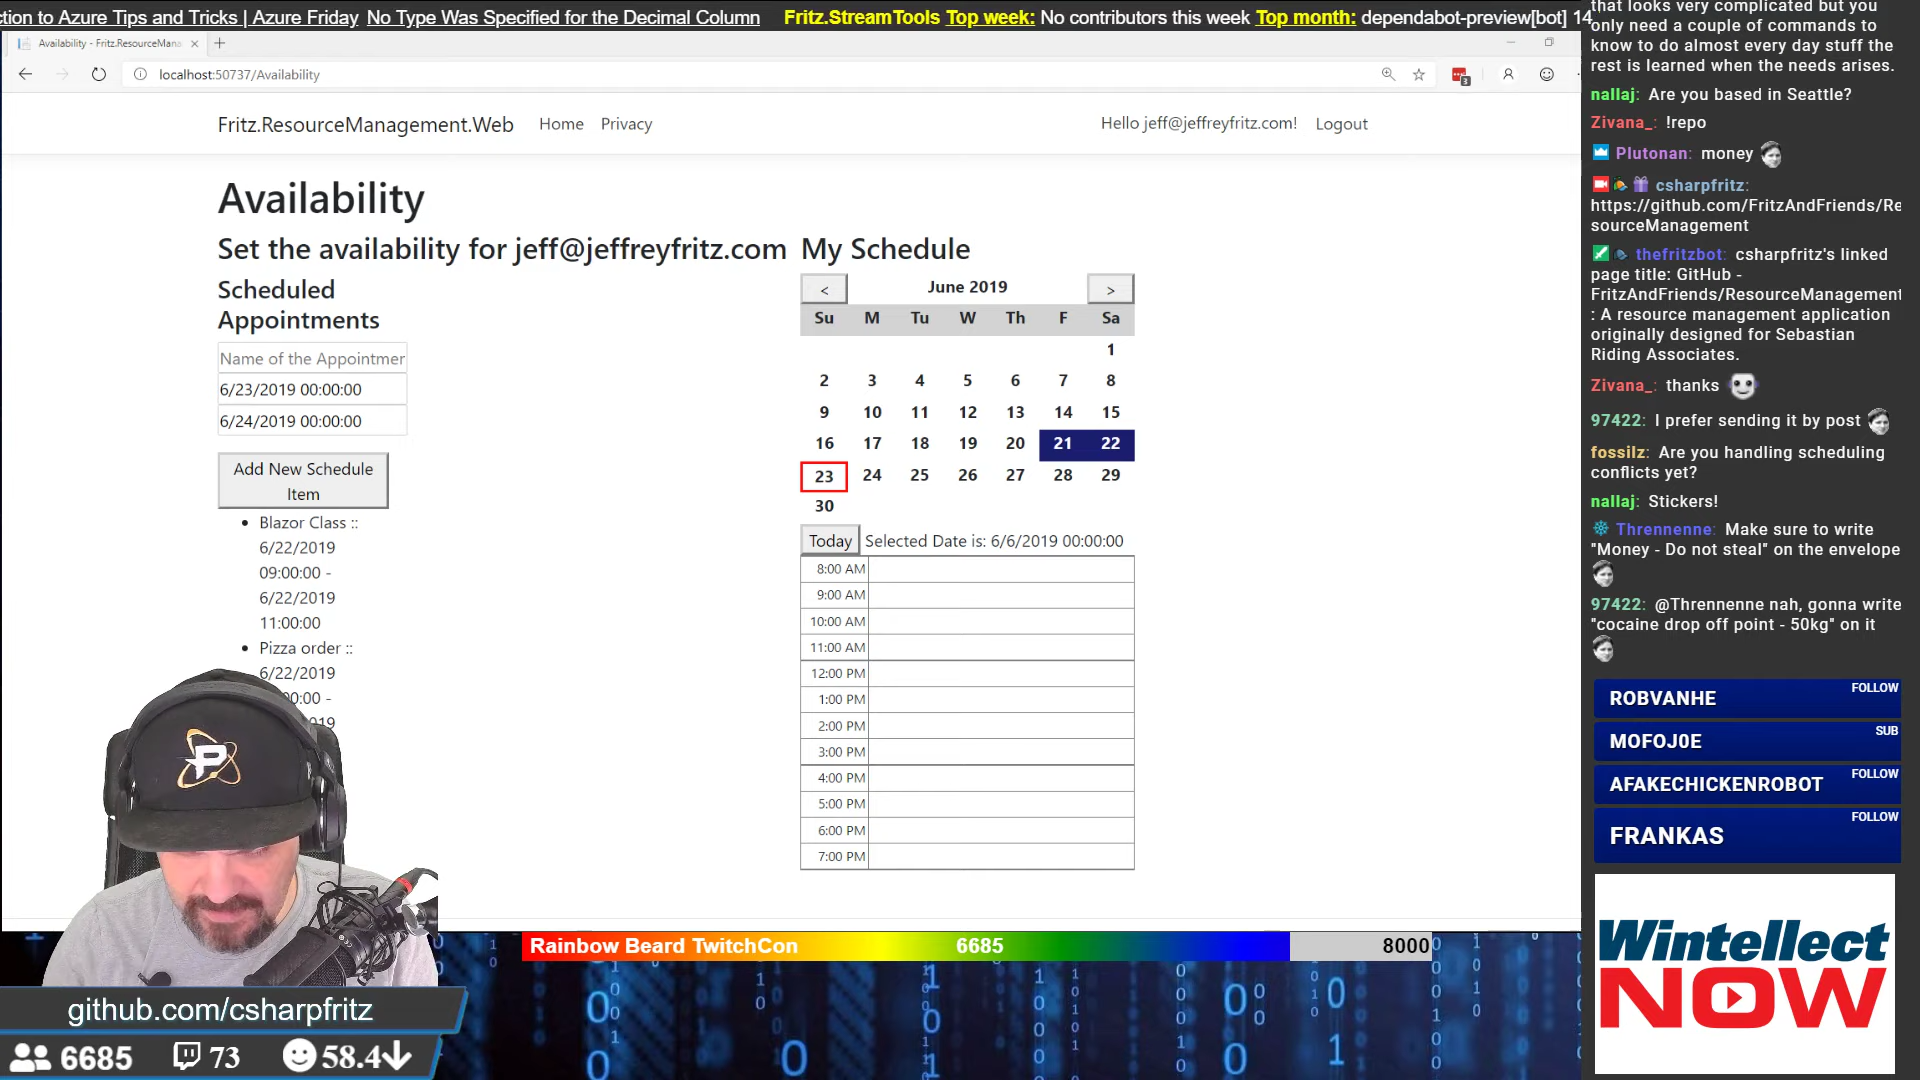 ction to Azure Tips and Tricks | Azure Friday No Type Was Specified for the Decimal Column Fritz.StreamTools Top week: No contributors this week Top month: dependabot-preview[bot] 14
Availability - Fritz.ResourceMana
localhost:50737/Availability
3
Fritz.ResourceManagement.Web Home Privacy Hello jeff@jeffreyfritz.com! Logout
Availability
Set the availability for jeff@jeffreyfritz.com
Scheduled
Appointments
Name of the Appointmer
6/23/2019 00:00:00
6/24/2019 00:00:00
Add New Schedule
Item
Blazor Class ::
6/22/2019
09:00:00 -
6/22/2019
11:00:00
Pizza order ::
6/22/2019
00:00 -
019
My Schedule
< June 2019 >
Su M Tu W Th F Sa
1
2 3 4 5 6 7 8
9 10 11 12 13 14 15
16 17 18 19 20 21 22
23 24 25 26 27 28 29
30
Today Selected Date is: 6/6/2019 00:00:00
8:00 AM
9:00 AM
10:00 AM
11:00 AM
12:00 PM
1:00 PM
2:00 PM
3:00 PM
4:00 PM
5:00 PM
6:00 PM
7:00 PM
that looks very complicated but you
only need a couple of commands to
know to do almost every day stuff the
rest is learned when the needs arises.
nallaj: Are you based in Seattle?
Zivana_: !repo
Plutonan: money
csharpfritz:
https://github.com/FritzAndFriends/Re
sourceManagement
thefritzbot: csharpfritz's linked
page title: GitHub -
FritzAndFriends/ResourceManagement
: A resource management application
originally designed for Sebastian
Riding Associates.
Zivana_: thanks
97422: I prefer sending it by post
fossilz: Are you handling scheduling
conflicts yet?
nallaj: Stickers!
Thrennenne: Make sure to write
"Money - Do not steal" on the envelope
97422: @Thrennenne nah, gonna write
"cocaine drop off point - 50kg" on it
ROBVANHE FOLLOW
MOFOJ0E SUB
AFAKECHICKENROBOT FOLLOW
FRANKAS FOLLOW
Wintellect
NOW
Rainbow Beard TwitchCon 6685 8000
github.com/csharpfritz
6685 73 58.4